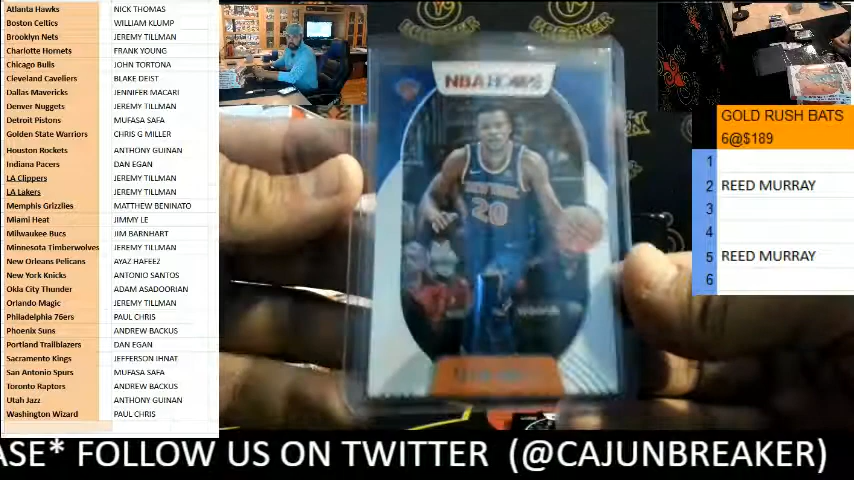 Atlanta Hawks NICK THOMAS
Boston Celtics WILLIAM KLUMP
Brooklyn Nets JEREMY TILLMAN
Charlotte Hornets FRANK YOUNG
Chicago Bulls JOHN TORTONA
Cleveland Caveliers BLAKE DEIST
Dallas Mavericks JENNIFER MACARI
Denver Nuggets JEREMY TILLMAN
Detroit Pistons MUFASA SAFA
Golden State Warriors CHRIS G MILLER
Houston Rockets ANTHONY GUINAN
Indiana Pacers DAN EGAN
LA Clippers JEREMY TILLMAN
LA Lakers JEREMY TILLMAN
Memphis Grizzlies MATTHEW BENINATO
Miami Heat JIMMY LE
Milwaukee Bucs JIM BARNHART
Minnesota Timberwolves JEREMY TILLMAN
New Orleans Pelicans AYAZ HAFEEZ
New York Knicks ANTONIO SANTOS
Okla City Thunder ADAM ASADOORIAN
Orlando Magic JEREMY TILLMAN
Philadelphia 76ers PAUL CHRIS
Phoenix Suns ANDREW BACKUS
Portland Trailblazers DAN EGAN
Sacramento Kings JEFFERSON IHNAT
San Antonio Spurs MUFASA SAFA
Toronto Raptors ANDREW BACKUS
Utah Jazz ANTHONY GUINAN
Washington Wizard PAUL CHRIS
BREAKER BREAKER
NBA HOOPS
NEW YORK
20
GOLD RUSH BATS
6@$189
1
2 REED MURRAY
3
4
5 REED MURRAY
6
ASE* FOLLOW US ON TWITTER (@CAJUNBREAKER)